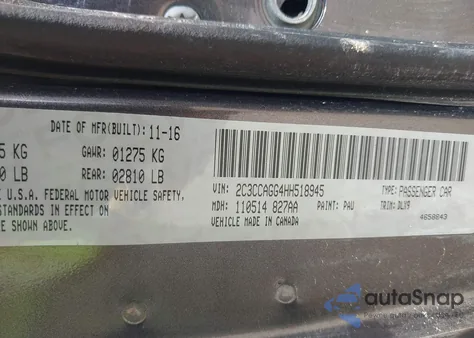 DATE OF MFR(BUILT): 11-16
5 KG GAWR: 01275 KG
0 LB REAR: 02810 LB
E U.S.A. FEDERAL MOTOR VEHICLE SAFETY,
STANDARDS IN EFFECT ON
RE SHOWN ABOVE.
VIN: 2C3CCAGG4HH518945 TYPE: PASSENGER CAR
MDH: 110514 827AA PAINT: PAU TRIM: DLX9
VEHICLE MADE IN CANADA 4658643
autoSnap